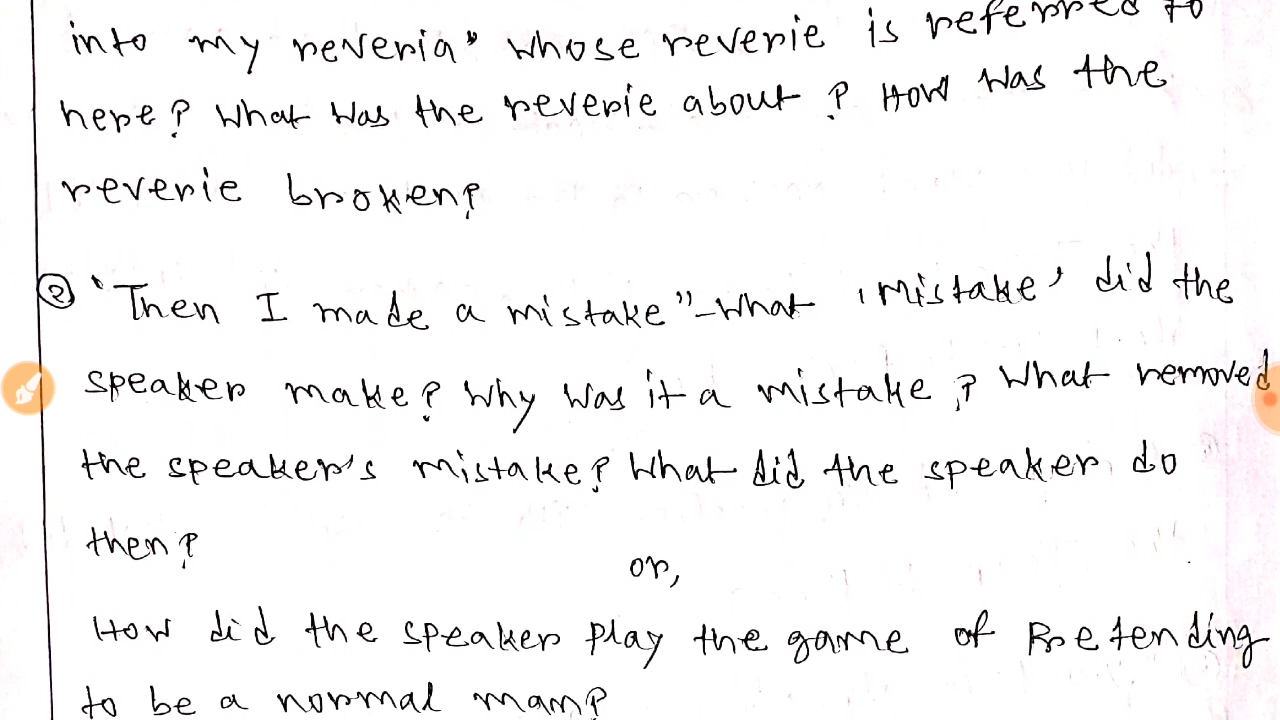 into my reveria" whose reverie is referred to
here? What was the reverie about? How was the
reverie broken?
② "Then I made a mistake" – What 'mistake' did the
speaker make? Why was it a mistake? What removed
the speaker's mistake? What did the speaker do
then?
or,
How did the speaker play the game of Pretending
to be a normal man?